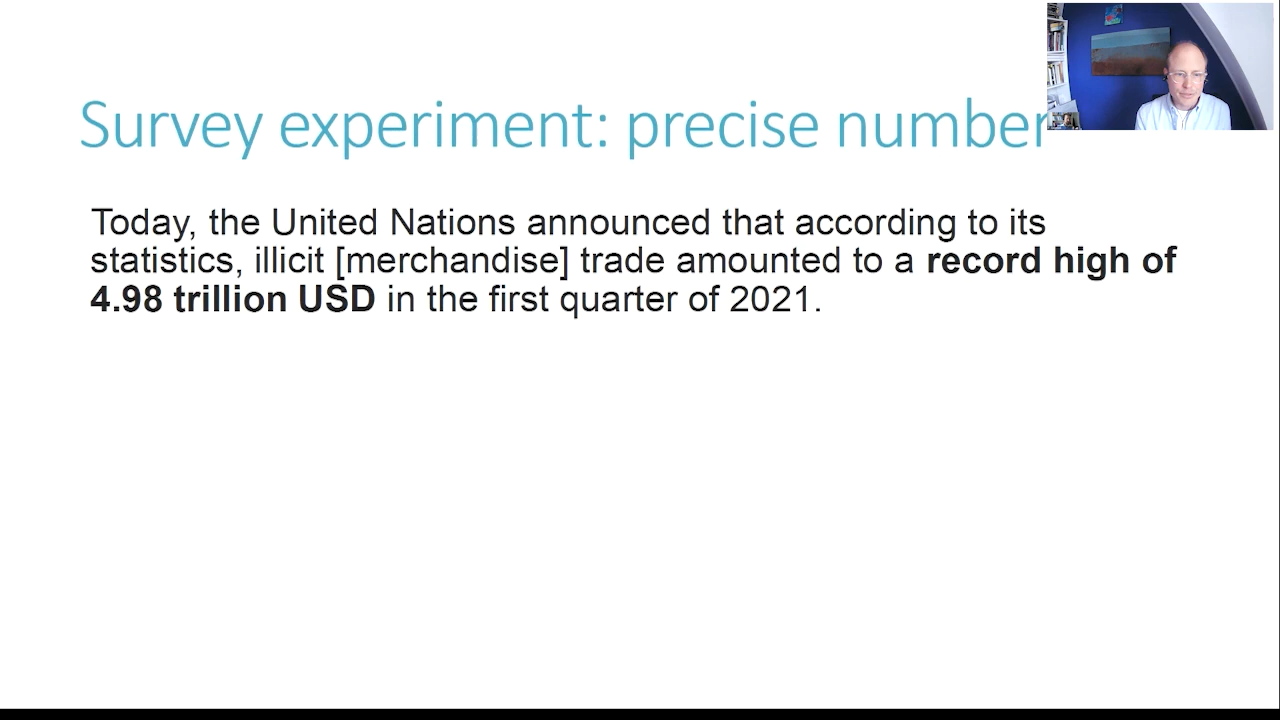 Survey experiment: precise number
Today, the United Nations announced that according to its
statistics, illicit [merchandise] trade amounted to a record high of
4.98 trillion USD in the first quarter of 2021.